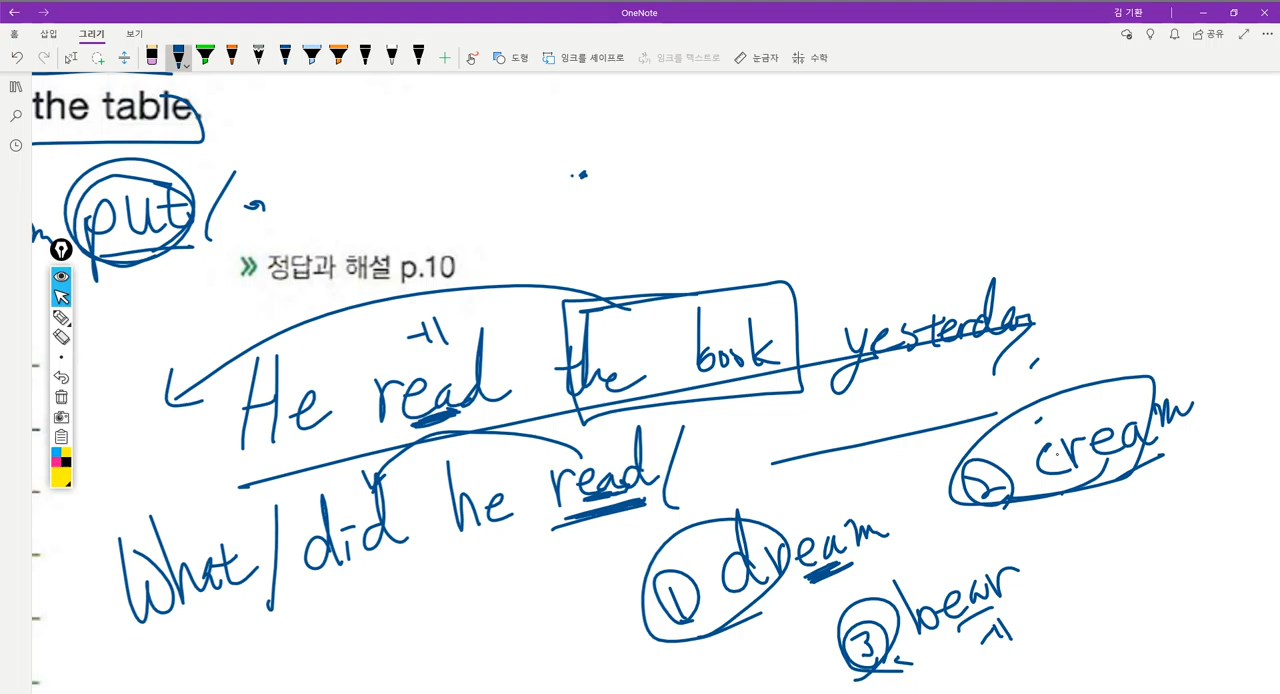 OneNote
김 기환
홈 삽입 그리기 보기
공유
도형 잉크를 셰이프로 잉크를 텍스트로 눈금자 수학
the table.
put /
» 정답과 해설 p.10
ㅔ
He read the book yesterday
② cream
What / did he read /
① dream
③ bear
ㅔ